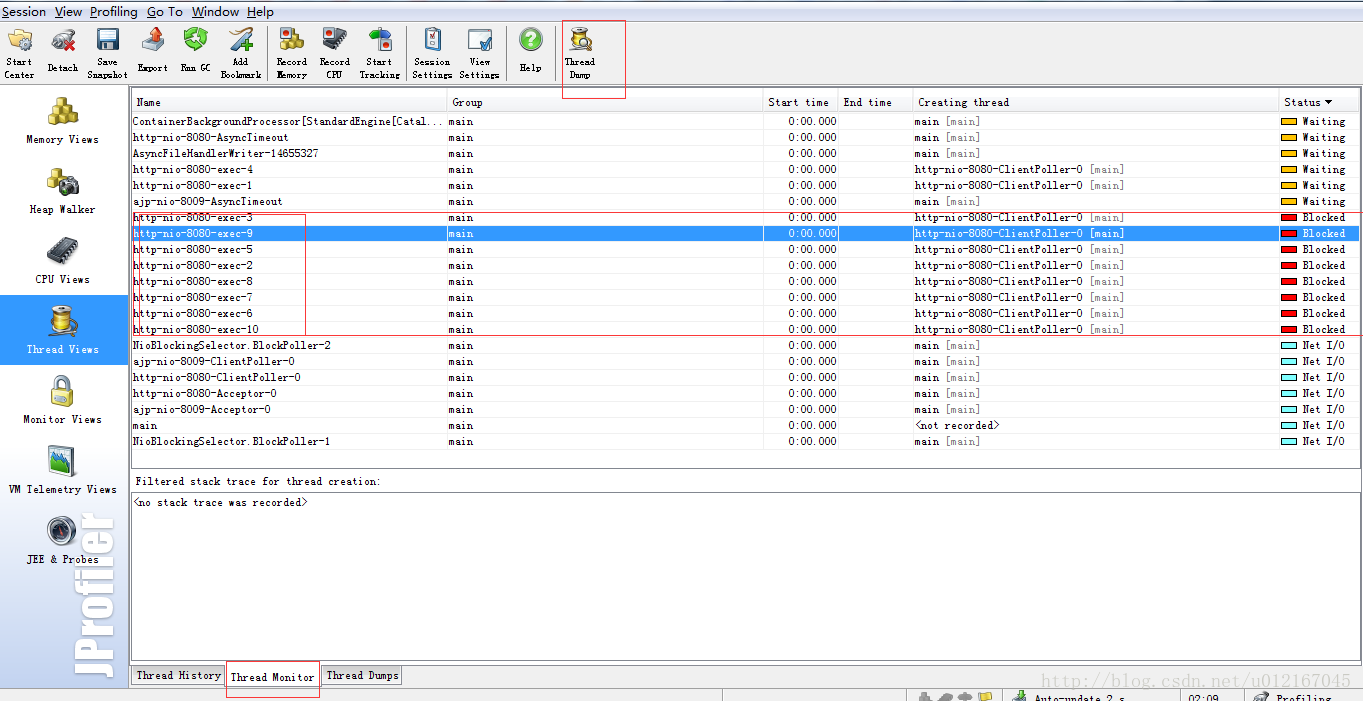 Session View Profiling Go To Window Help
Start Center
Detach
Save Snapshot
Export
Run GC
Add Bookmark
Record Memory
Record CPU
Start Tracking
Session Settings
View Settings
Help
Thread Dump
Memory Views
Heap Walker
CPU Views
Thread Views
Monitor Views
VM Telemetry Views
JEE & Probes
JProfiler
Name Group Start time End time Creating thread Status
ContainerBackgroundProcessor[StandardEngine[Catal... main 0:00.000 main [main] Waiting
http-nio-8080-AsyncTimeout main 0:00.000 main [main] Waiting
AsyncFileHandlerWriter-14655327 main 0:00.000 main [main] Waiting
http-nio-8080-exec-4 main 0:00.000 http-nio-8080-ClientPoller-0 [main] Waiting
http-nio-8080-exec-1 main 0:00.000 http-nio-8080-ClientPoller-0 [main] Waiting
ajp-nio-8009-AsyncTimeout main 0:00.000 main [main] Waiting
http-nio-8080-exec-3 main 0:00.000 http-nio-8080-ClientPoller-0 [main] Blocked
http-nio-8080-exec-9 main 0:00.000 http-nio-8080-ClientPoller-0 [main] Blocked
http-nio-8080-exec-5 main 0:00.000 http-nio-8080-ClientPoller-0 [main] Blocked
http-nio-8080-exec-2 main 0:00.000 http-nio-8080-ClientPoller-0 [main] Blocked
http-nio-8080-exec-8 main 0:00.000 http-nio-8080-ClientPoller-0 [main] Blocked
http-nio-8080-exec-7 main 0:00.000 http-nio-8080-ClientPoller-0 [main] Blocked
http-nio-8080-exec-6 main 0:00.000 http-nio-8080-ClientPoller-0 [main] Blocked
http-nio-8080-exec-10 main 0:00.000 http-nio-8080-ClientPoller-0 [main] Blocked
NioBlockingSelector.BlockPoller-2 main 0:00.000 main [main] Net I/O
ajp-nio-8009-ClientPoller-0 main 0:00.000 main [main] Net I/O
http-nio-8080-ClientPoller-0 main 0:00.000 main [main] Net I/O
http-nio-8080-Acceptor-0 main 0:00.000 main [main] Net I/O
ajp-nio-8009-Acceptor-0 main 0:00.000 main [main] Net I/O
main main 0:00.000 <not recorded> Net I/O
NioBlockingSelector.BlockPoller-1 main 0:00.000 main [main] Net I/O
Filtered stack trace for thread creation:
<no stack trace was recorded>
Thread History Thread Monitor Thread Dumps
http://blog.csdn.net/u012167045
Auto-update 2 s 02:09 Profiling